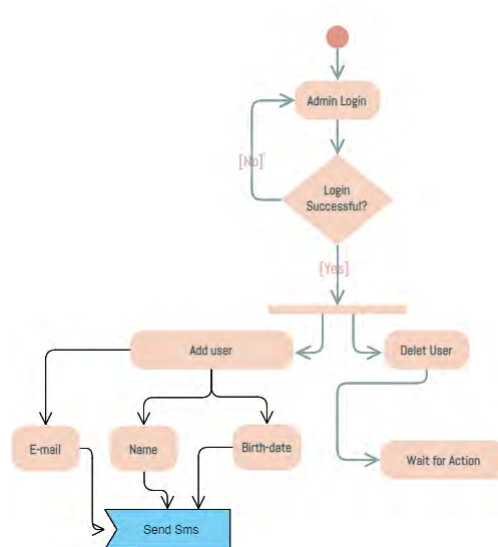 Admin Login
[No]
Login
Successful?
[Yes]
Add user
Delet User
E-mail
Name
Birth-date
Wait for Action
Send Sms